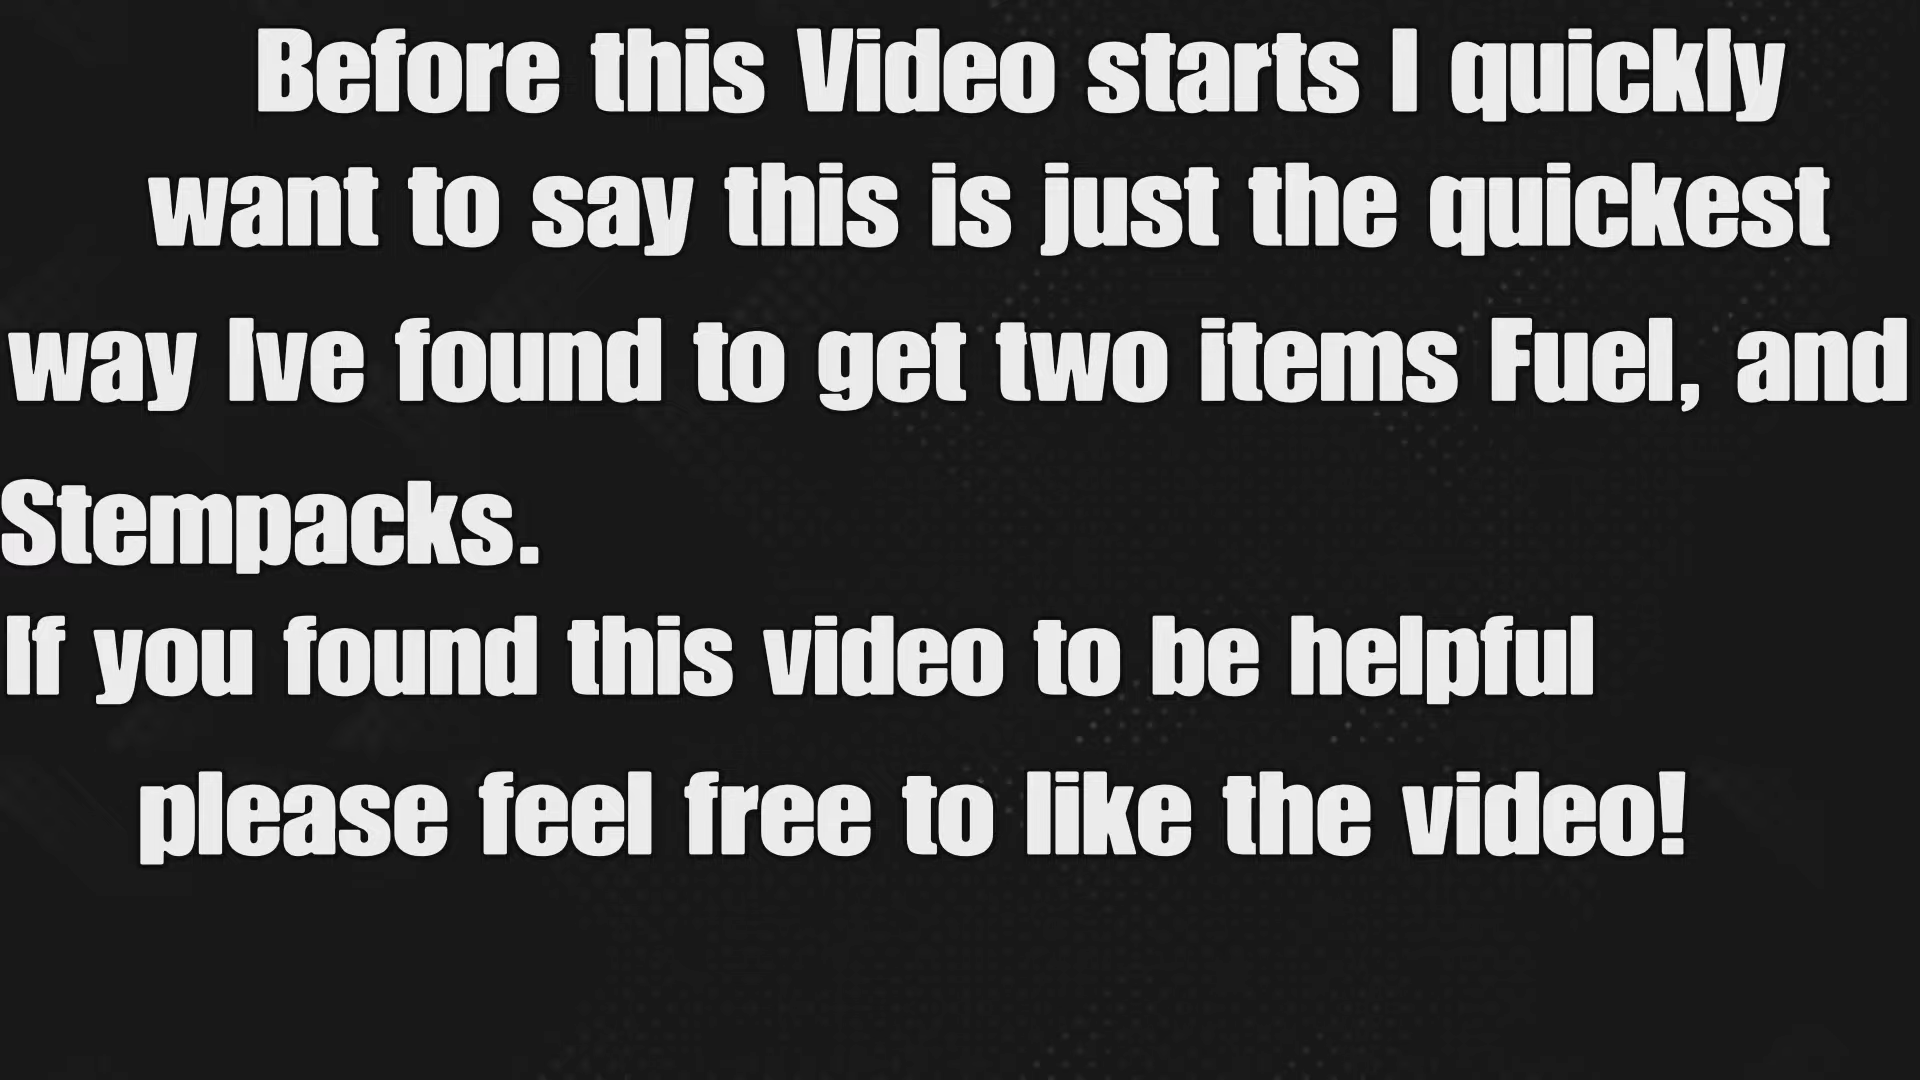 Before this Video starts I quickly
want to say this is just the quickest
way Ive found to get two items Fuel, and
Stempacks.
If you found this video to be helpful
please feel free to like the video!